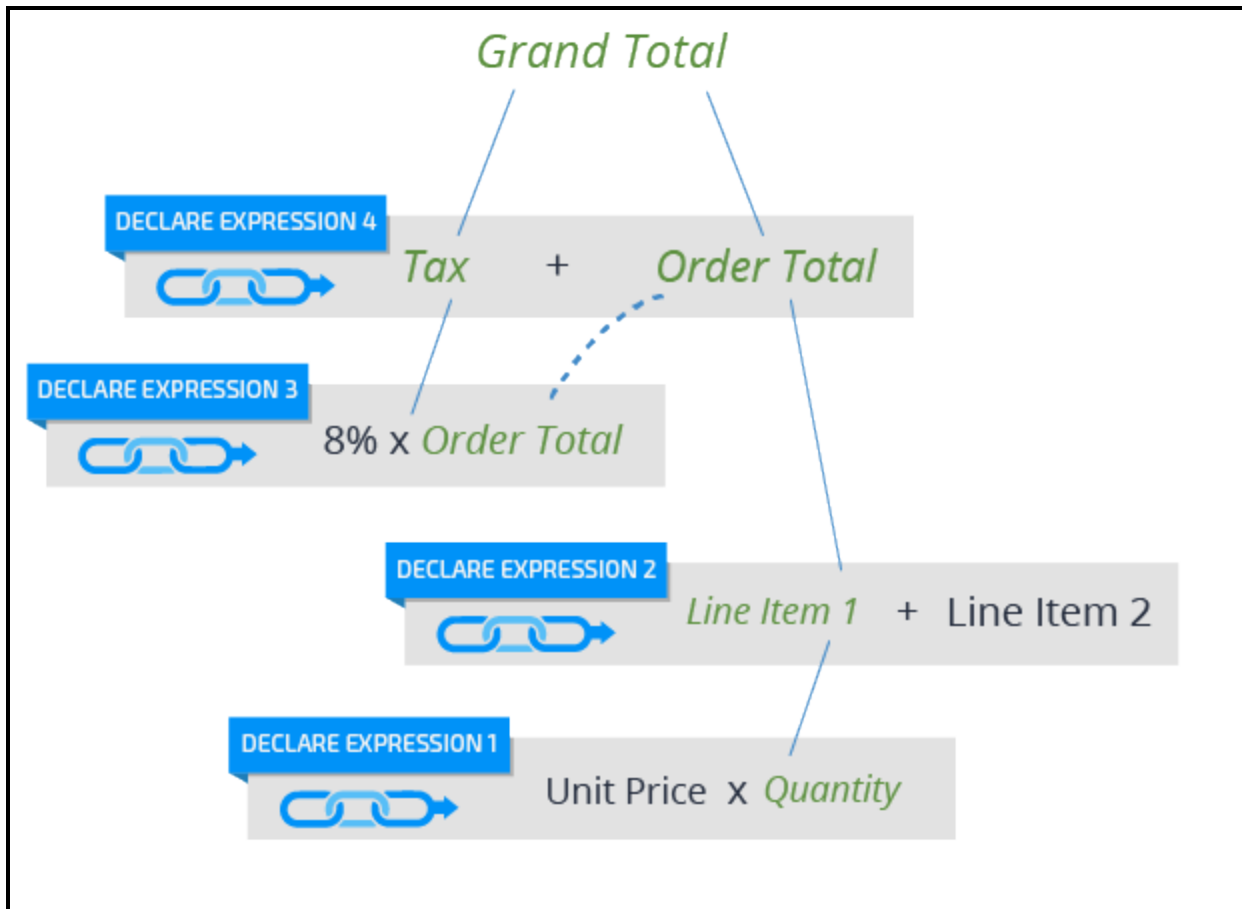 Grand Total
DECLARE EXPRESSION 4
Tax + Order Total
DECLARE EXPRESSION 3
8% x Order Total
DECLARE EXPRESSION 2
Line Item 1 + Line Item 2
DECLARE EXPRESSION 1
Unit Price x Quantity